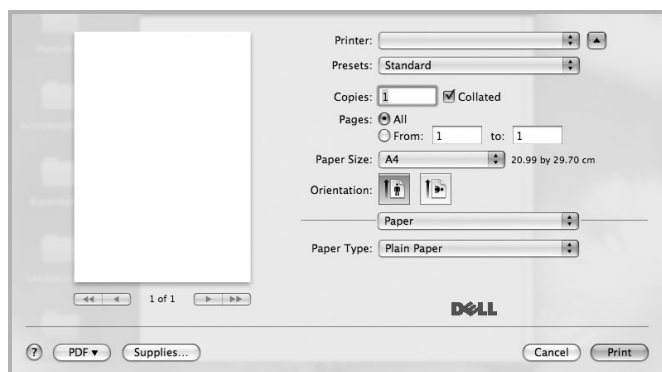 Printer:
Presets: Standard
Copies: 1 Collated
Pages: All
From: 1 to: 1
Paper Size: A4 20.99 by 29.70 cm
Orientation:
Paper
Paper Type: Plain Paper
1 of 1
DELL
? PDF Supplies... Cancel Print